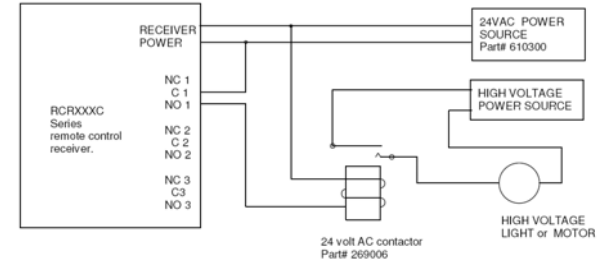 RECEIVER
POWER
NC 1
C 1
NO 1
NC 2
C 2
NO 2
NC 3
C3
NO 3
RCRXXXC
Series
remote control
receiver.
24VAC POWER
SOURCE
Part# 610300
HIGH VOLTAGE
POWER SOURCE
HIGH VOLTAGE
LIGHT or MOTOR
24 volt AC contactor
Part# 269006